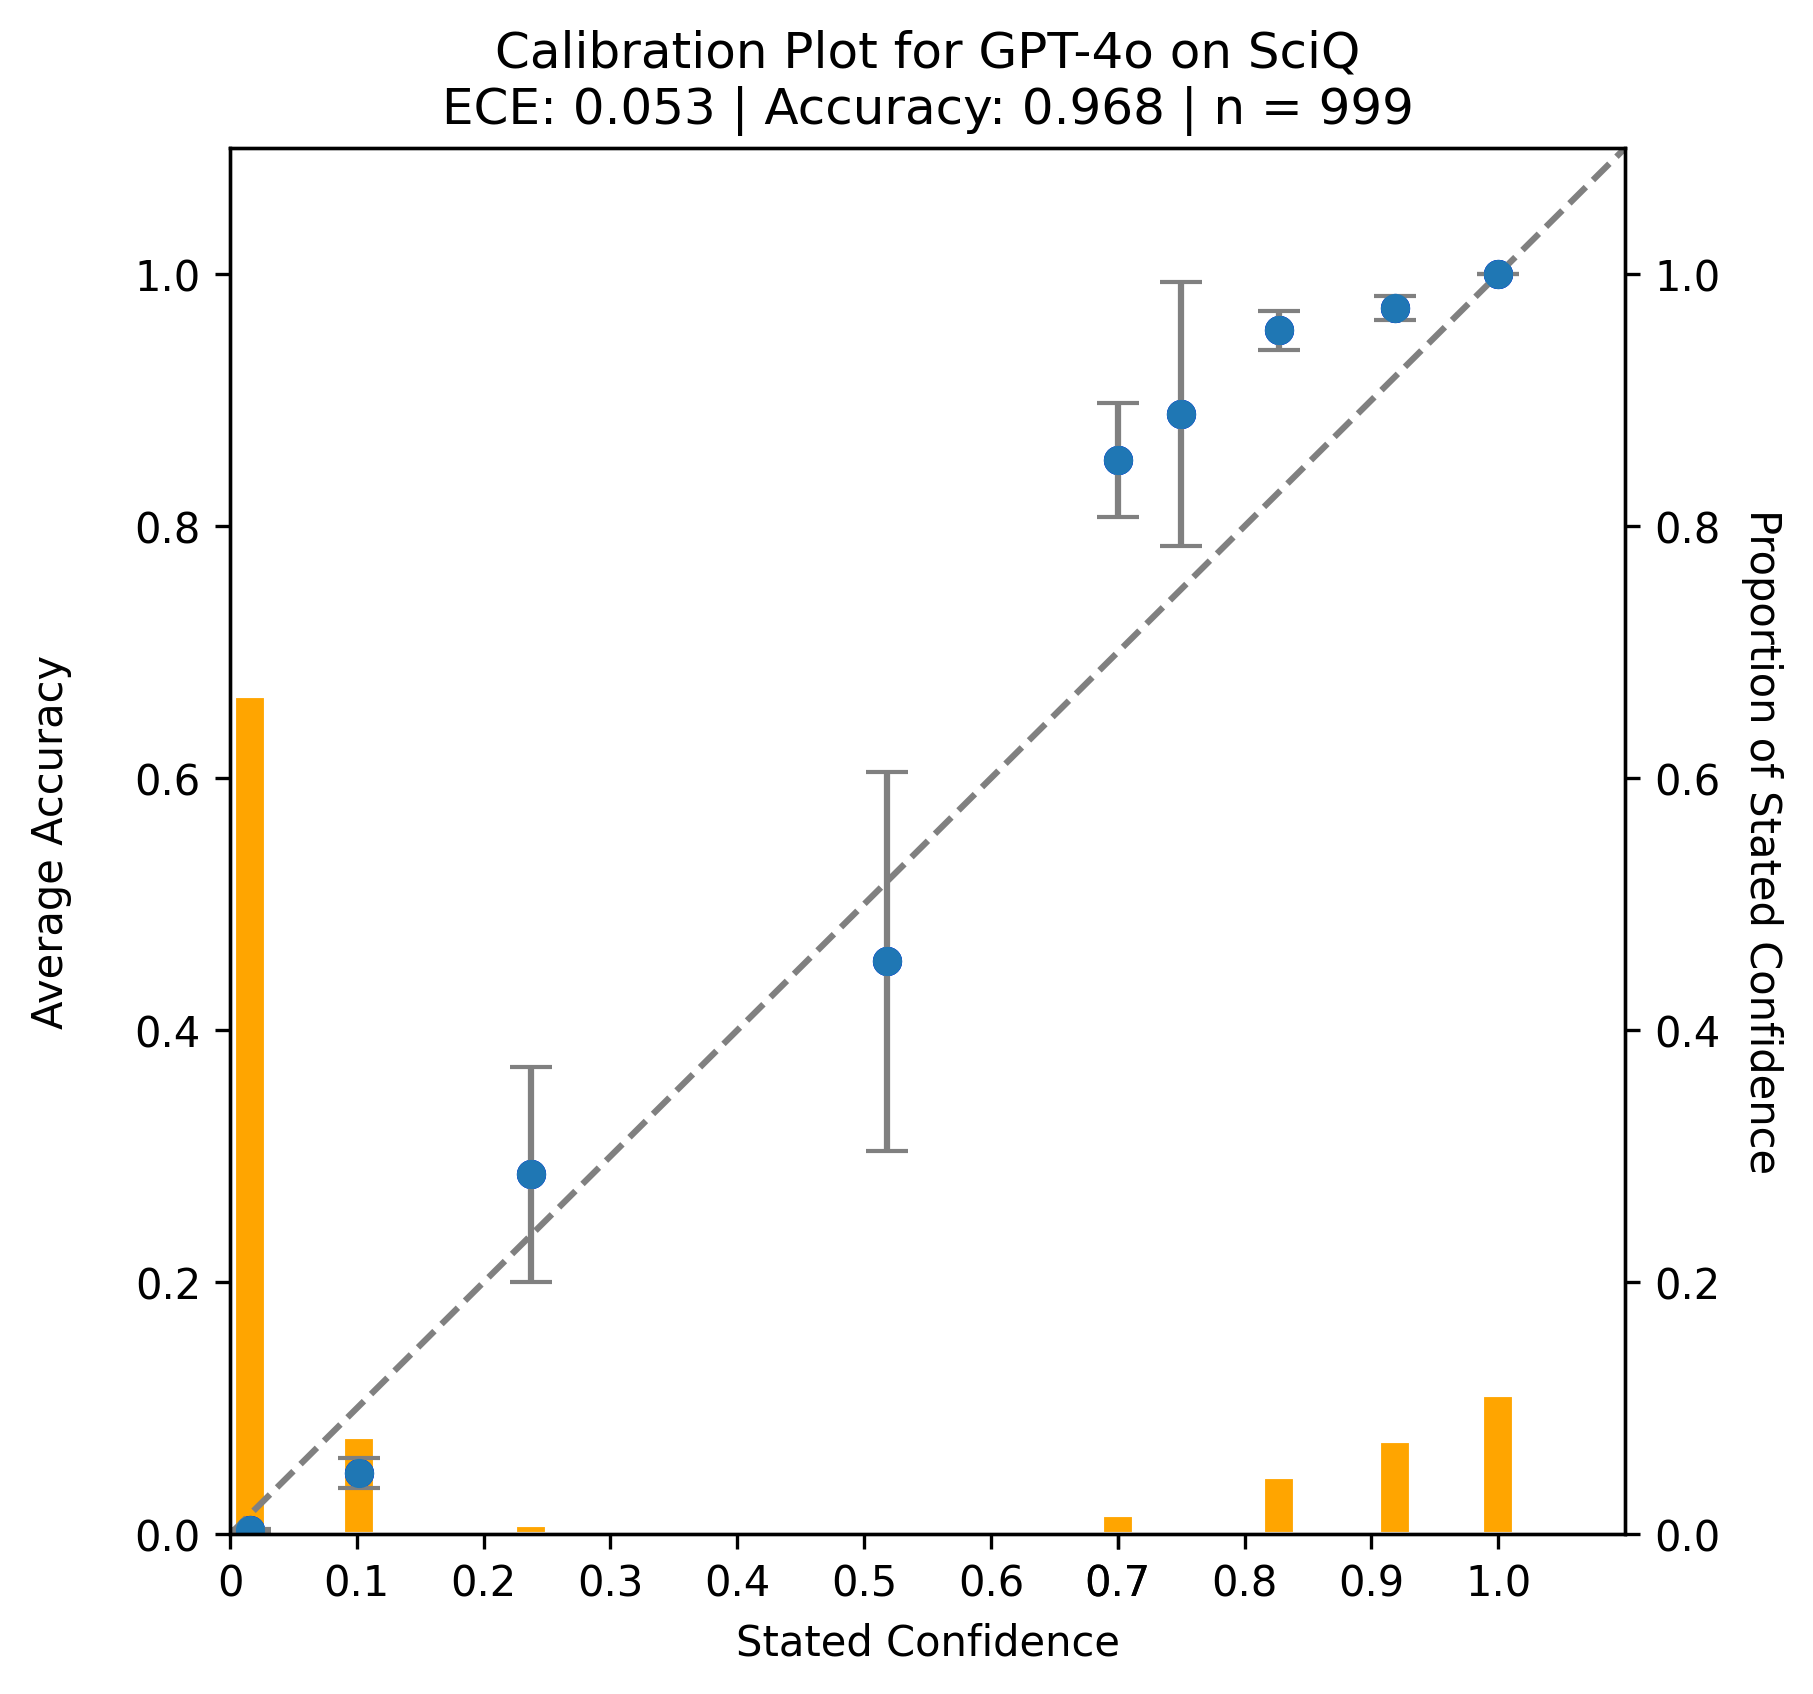 Calibration Plot for GPT-4o on SciQ
ECE: 0.053 | Accuracy: 0.968 | n = 999
Average Accuracy
1.0
0.8
0.6
0.4
0.2
0.0
1.0
0.8
0.6
0.4
0.2
0.0
Proportion of Stated Confidence
0 0.1 0.2 0.3 0.4 0.5 0.6 0.7 0.8 0.9 1.0
Stated Confidence